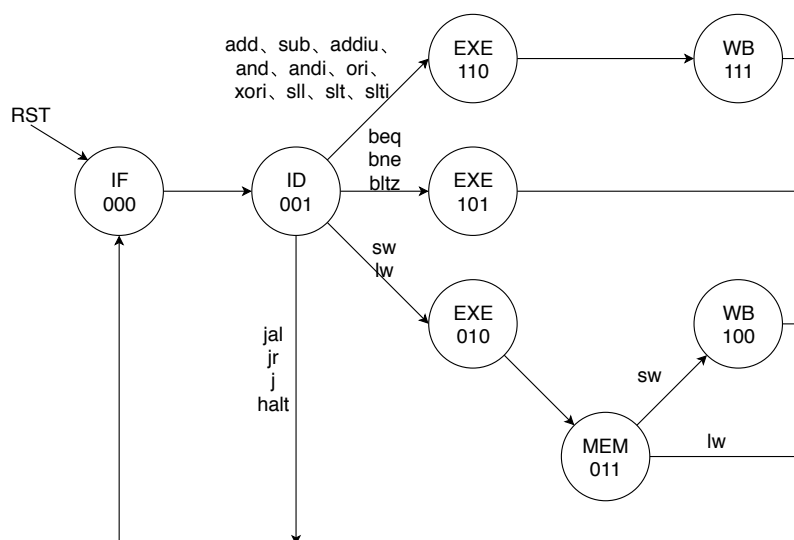 add、sub、addiu、
and、andi、ori、
xori、sll、slt、slti
EXE
110
WB
111
RST
IF
000
ID
001
beq
bne
bltz
EXE
101
sw
lw
EXE
010
WB
100
jal
jr
j
halt
sw
MEM
011
lw